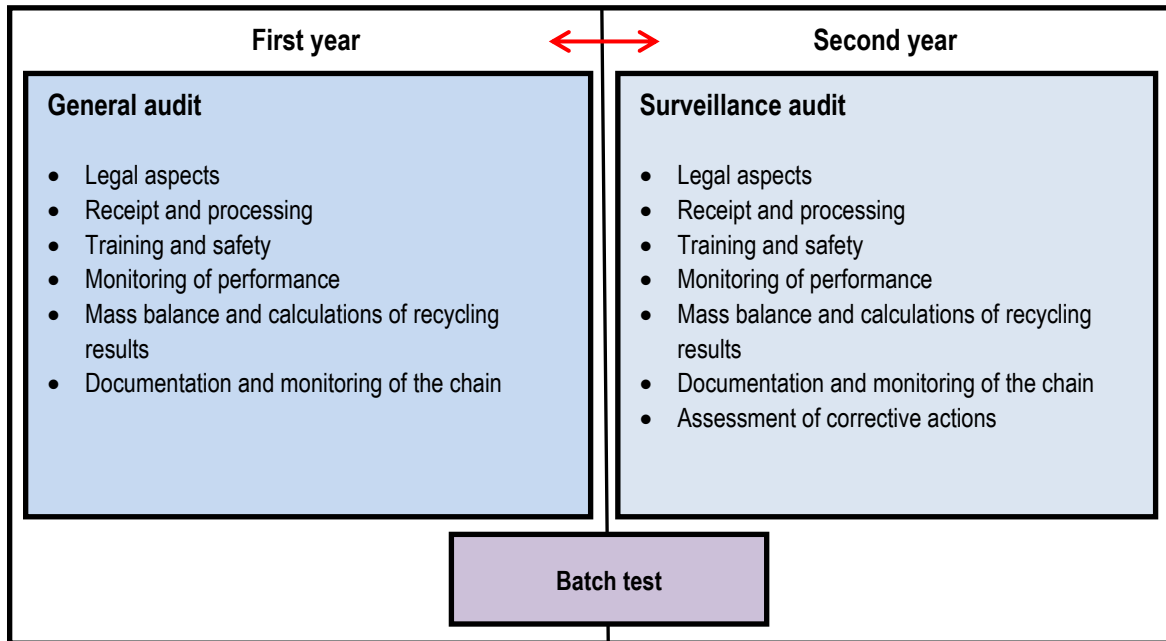 First year
Second year
General audit
• Legal aspects
• Receipt and processing
• Training and safety
• Monitoring of performance
• Mass balance and calculations of recycling
results
• Documentation and monitoring of the chain
Surveillance audit
• Legal aspects
• Receipt and processing
• Training and safety
• Monitoring of performance
• Mass balance and calculations of recycling
results
• Documentation and monitoring of the chain
• Assessment of corrective actions
Batch test